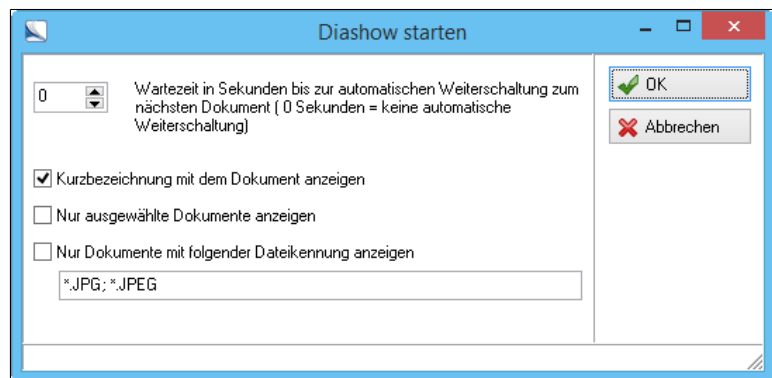 Diashow starten
0
Wartezeit in Sekunden bis zur automatischen Weiterschaltung zum
nächsten Dokument ( 0 Sekunden = keine automatische
Weiterschaltung)
OK
Abbrechen
Kurzbezeichnung mit dem Dokument anzeigen
Nur ausgewählte Dokumente anzeigen
Nur Dokumente mit folgender Dateikennung anzeigen
*.JPG; *.JPEG